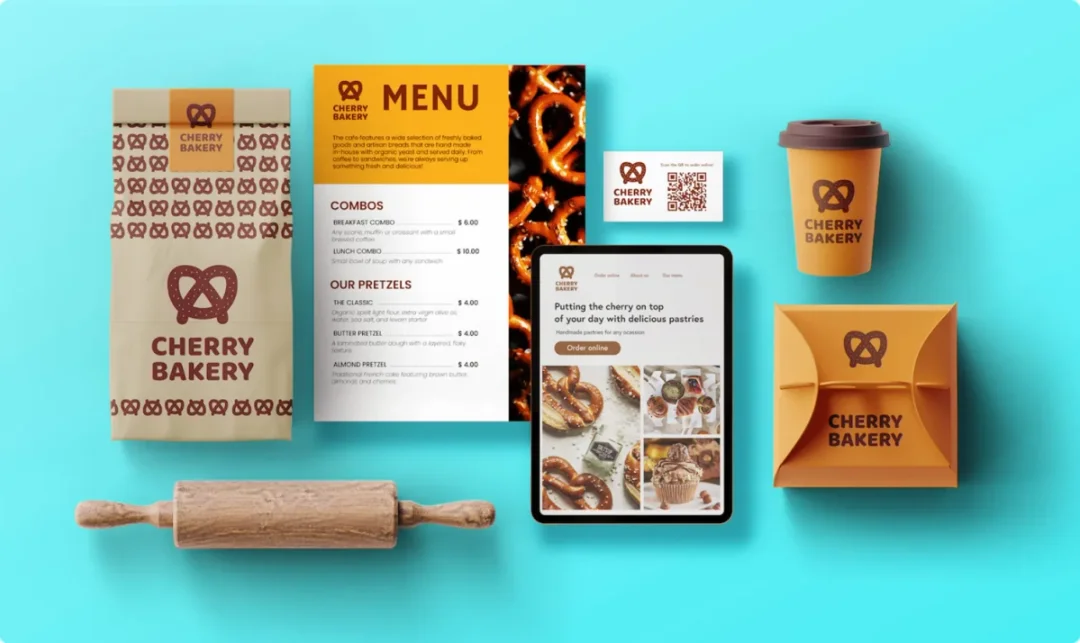 CHERRY
BAKERY
CHERRY
BAKERY
CHERRY
BAKERY
MENU
The cafe features a wide selection of freshly baked
goods and artisan breads that are hand made
in-house with organic yeast and served daily. From
coffee to sandwiches, we're always serving up
something fresh and delicious!
COMBOS
BREAKFAST COMBO $ 6.00
Any scone, muffin or croissant with a small
brewed coffee
LUNCH COMBO $ 10.00
Small bowl of soup with any sandwich
OUR PRETZELS
THE CLASSIC $ 4.00
Organic spelt light flour, extra virgin olive oil,
water, sea salt, and levain starter
BUTTER PRETZEL $ 4.00
A laminated butter dough with a layered, flaky
texture
ALMOND PRETZEL $ 4.00
Traditional French cake featuring brown butter,
almonds and cherries
CHERRY
BAKERY
Scan the QR to order online!
CHERRY
BAKERY
Order online About us The menu
Putting the cherry on top
of your day with delicious pastries
Handmade pastries for any ocassion
Order online
CHERRY
BAKERY
CHERRY
BAKERY